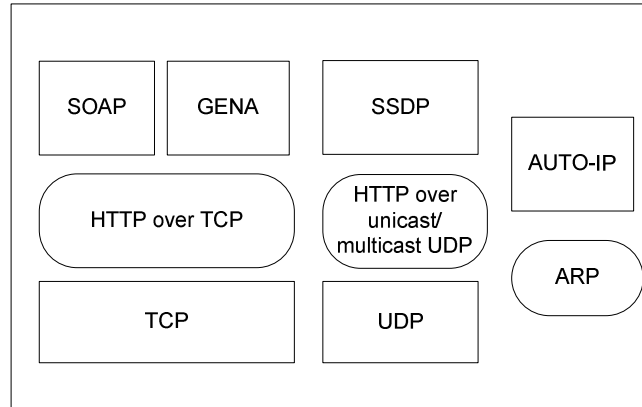 SOAP
GENA
SSDP
AUTO-IP
HTTP over TCP
HTTP over
unicast/
multicast UDP
ARP
TCP
UDP